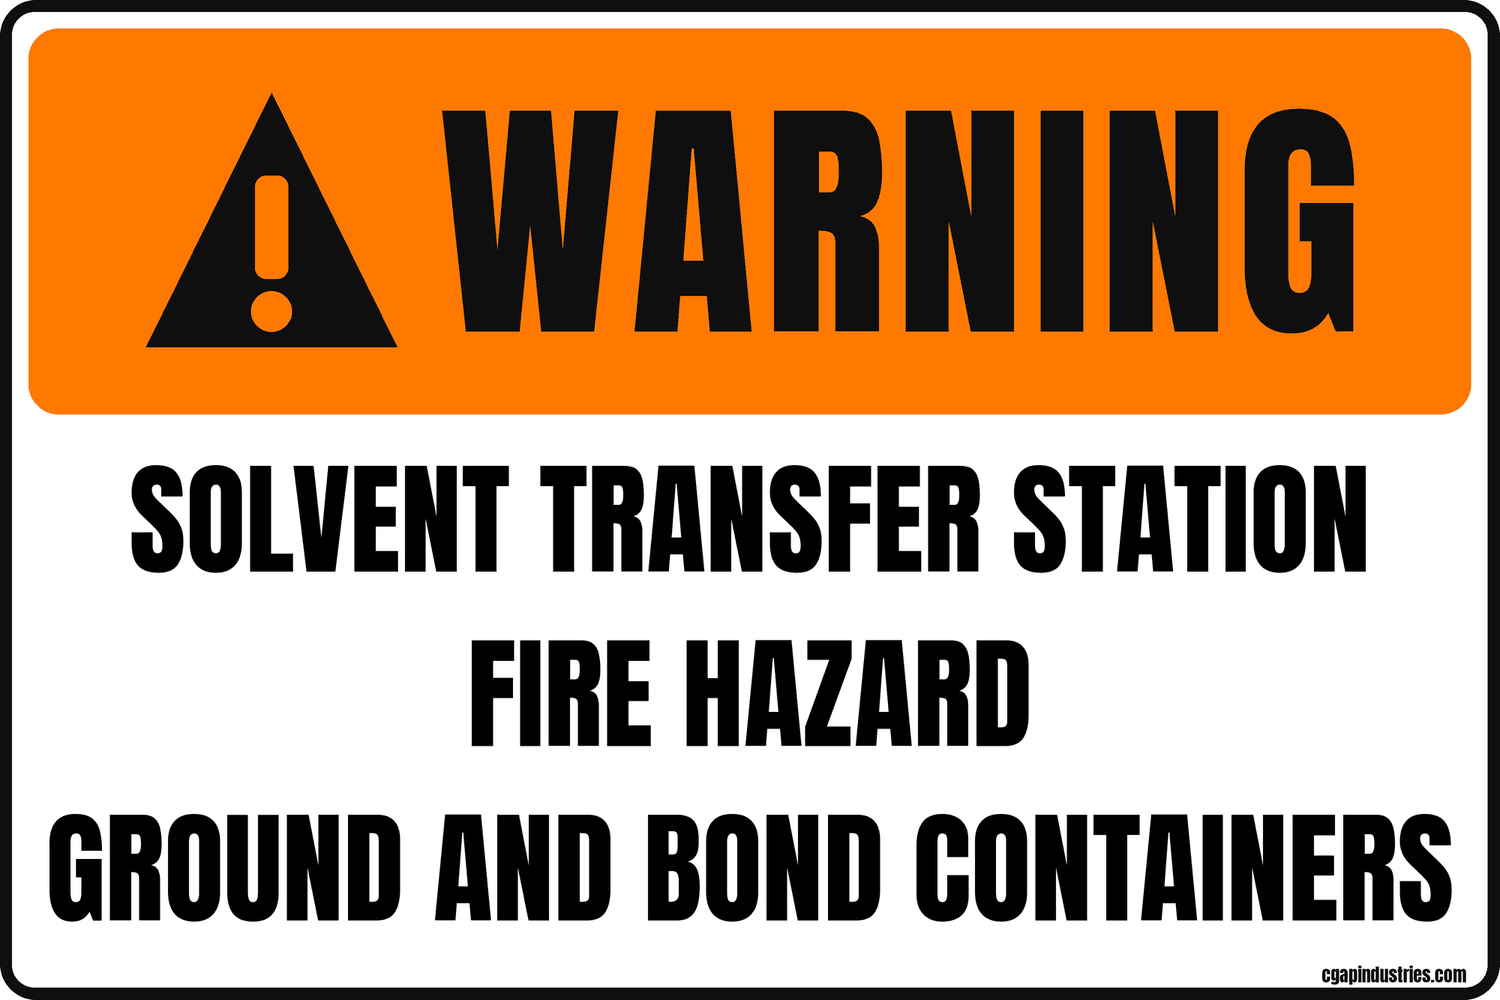 WARNING
SOLVENT TRANSFER STATION
FIRE HAZARD
GROUND AND BOND CONTAINERS
cgapindustries.com